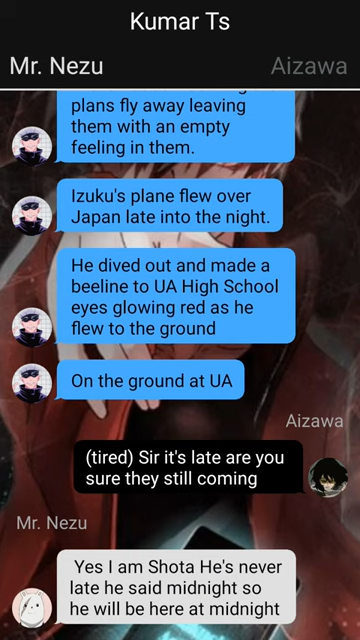 Kumar Ts
Mr. Nezu
Aizawa
plans fly away leaving
them with an empty
feeling in them.
Izuku's plane flew over
Japan late into the night.
He dived out and made a
beeline to UA High School
eyes glowing red as he
flew to the ground
On the ground at UA
Aizawa
(tired) Sir it's late are you
sure they still coming
Mr. Nezu
Yes I am Shota He's never
late he said midnight so
he will be here at midnight